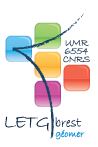 UMR
6554
CNRS
LETG brest
géomer